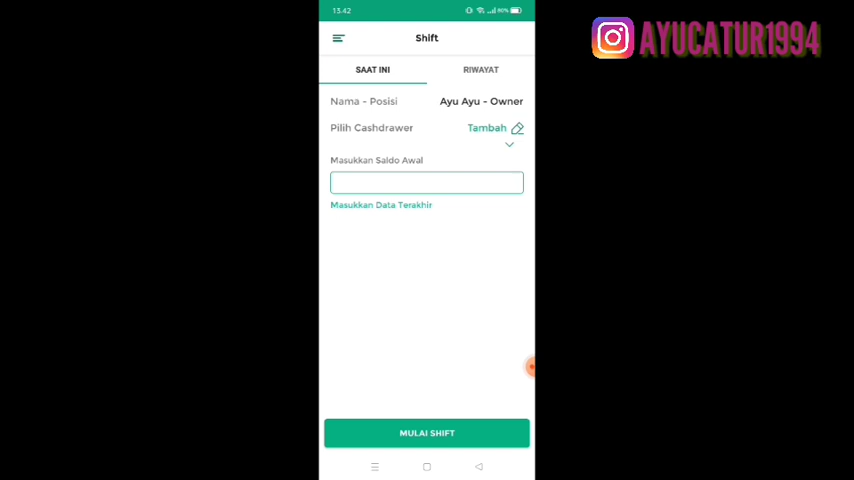 13.42
80%
AYUCATUR1994
Shift
SAAT INI
RIWAYAT
Nama - Posisi
Ayu Ayu - Owner
Pilih Cashdrawer
Tambah
Masukkan Saldo Awal
Masukkan Data Terakhir
MULAI SHIFT